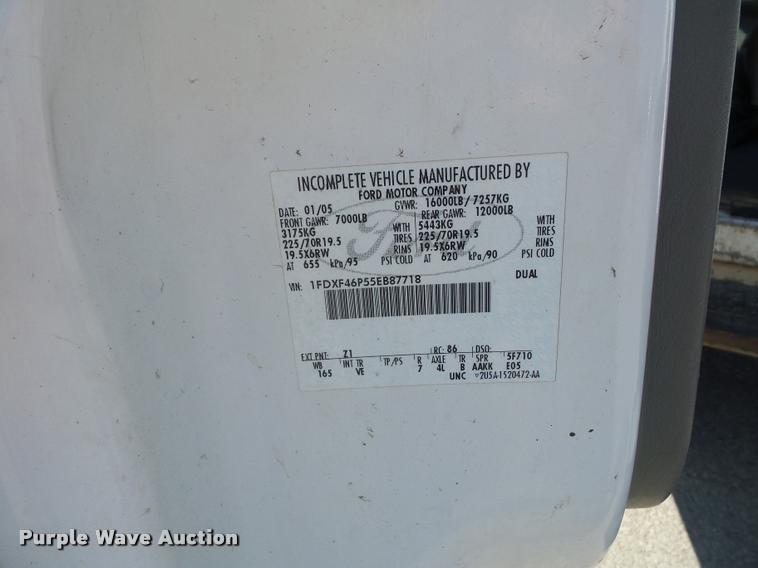 INCOMPLETE VEHICLE MANUFACTURED BY
FORD MOTOR COMPANY
DATE: 01/05 GVWR: 16000LB/ 7257KG
FRONT GAWR: 7000LB REAR GAWR: 12000LB
3175KG WITH 5443KG WITH
225/70R19.5 TIRES 225/70R19.5 TIRES
19.5X6RW RIMS 19.5X6RW RIMS
AT 655 kPa/95 PSI COLD AT 620 kPa/90 PSI COLD
VIN: 1FDXF46P55EB87718 DUAL
EXT PNT: Z1 RC: 86 DSO:
WB INT TR TP/PS R AXLE TR SPR 5F710
165 VE 7 4L B AAKK E05
UNC 2U5A-1520472-AA
Ford
Purple Wave Auction